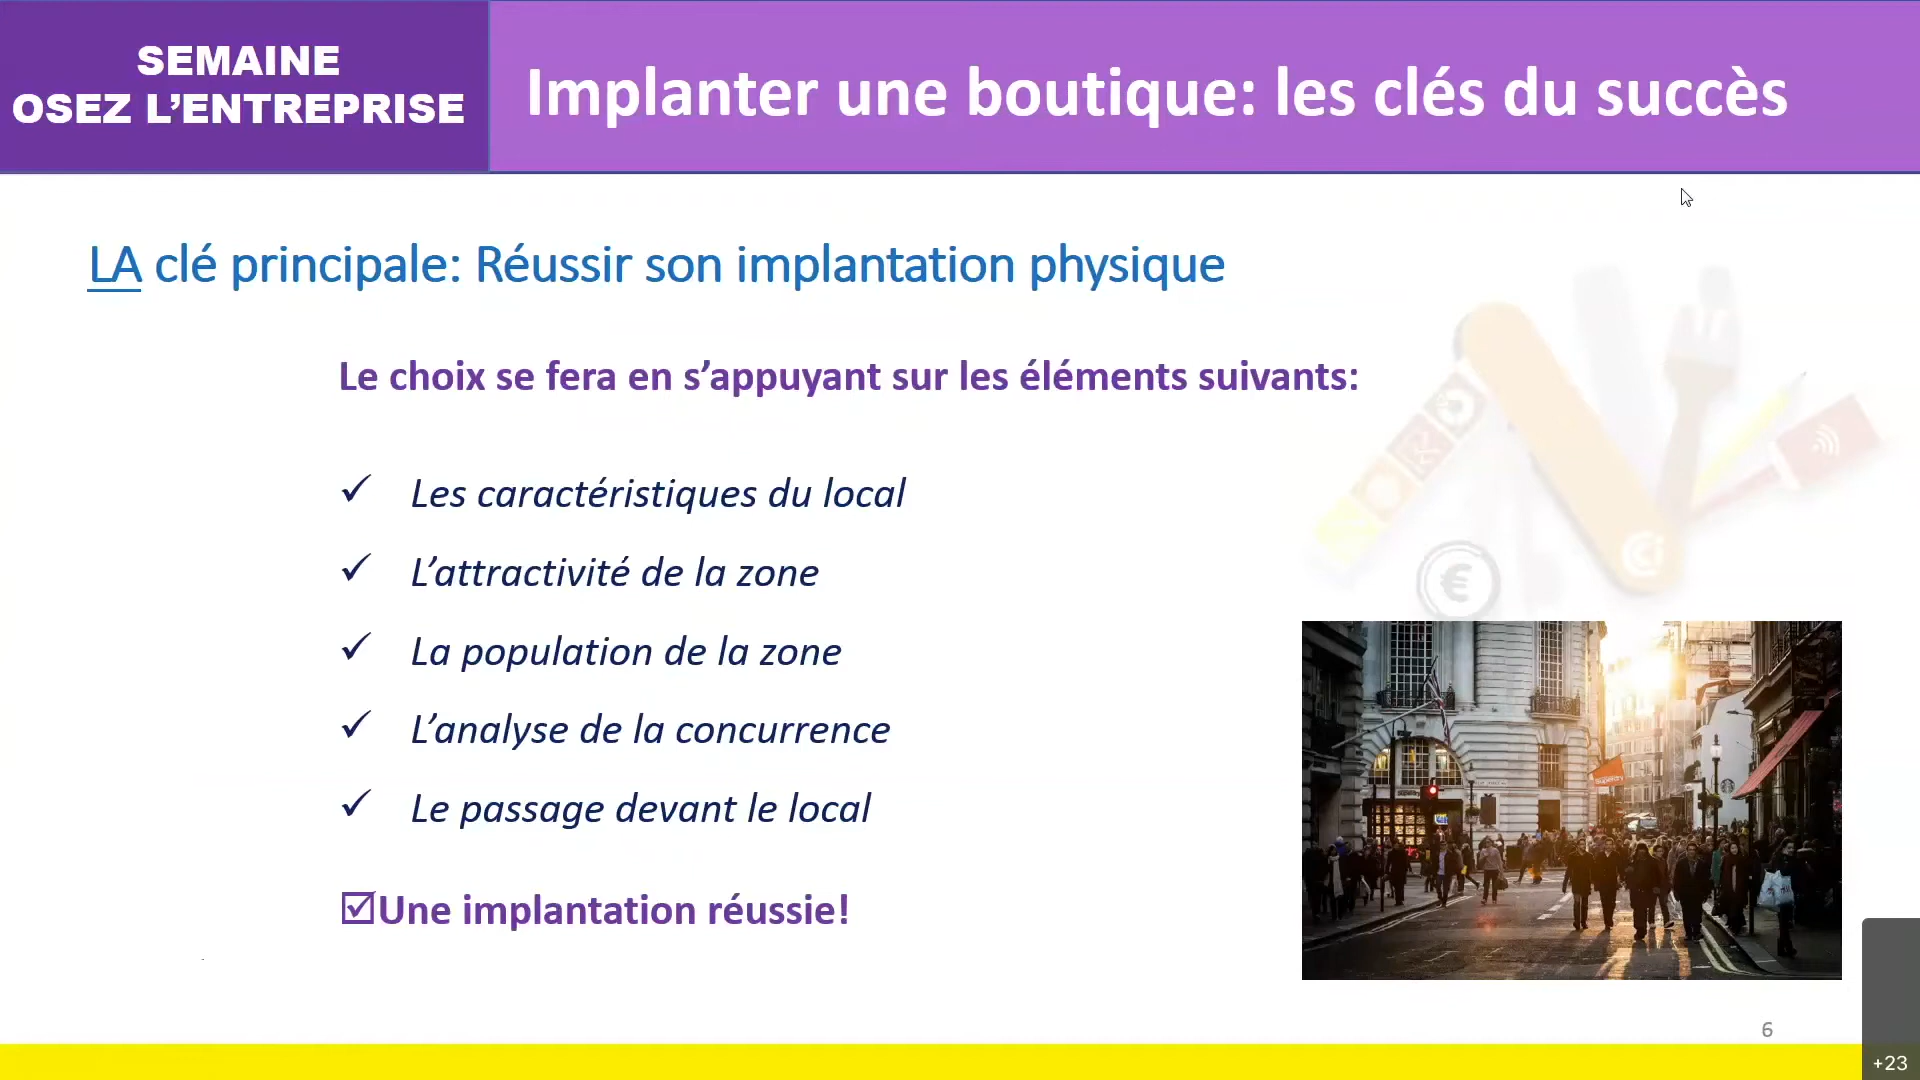 SEMAINE
OSEZ L’ENTREPRISE
Implanter une boutique: les clés du succès
LA clé principale: Réussir son implantation physique
Le choix se fera en s’appuyant sur les éléments suivants:
✓ Les caractéristiques du local
✓ L’attractivité de la zone
✓ La population de la zone
✓ L’analyse de la concurrence
✓ Le passage devant le local
☑Une implantation réussie!
€
CCI
Superdry
6
+23